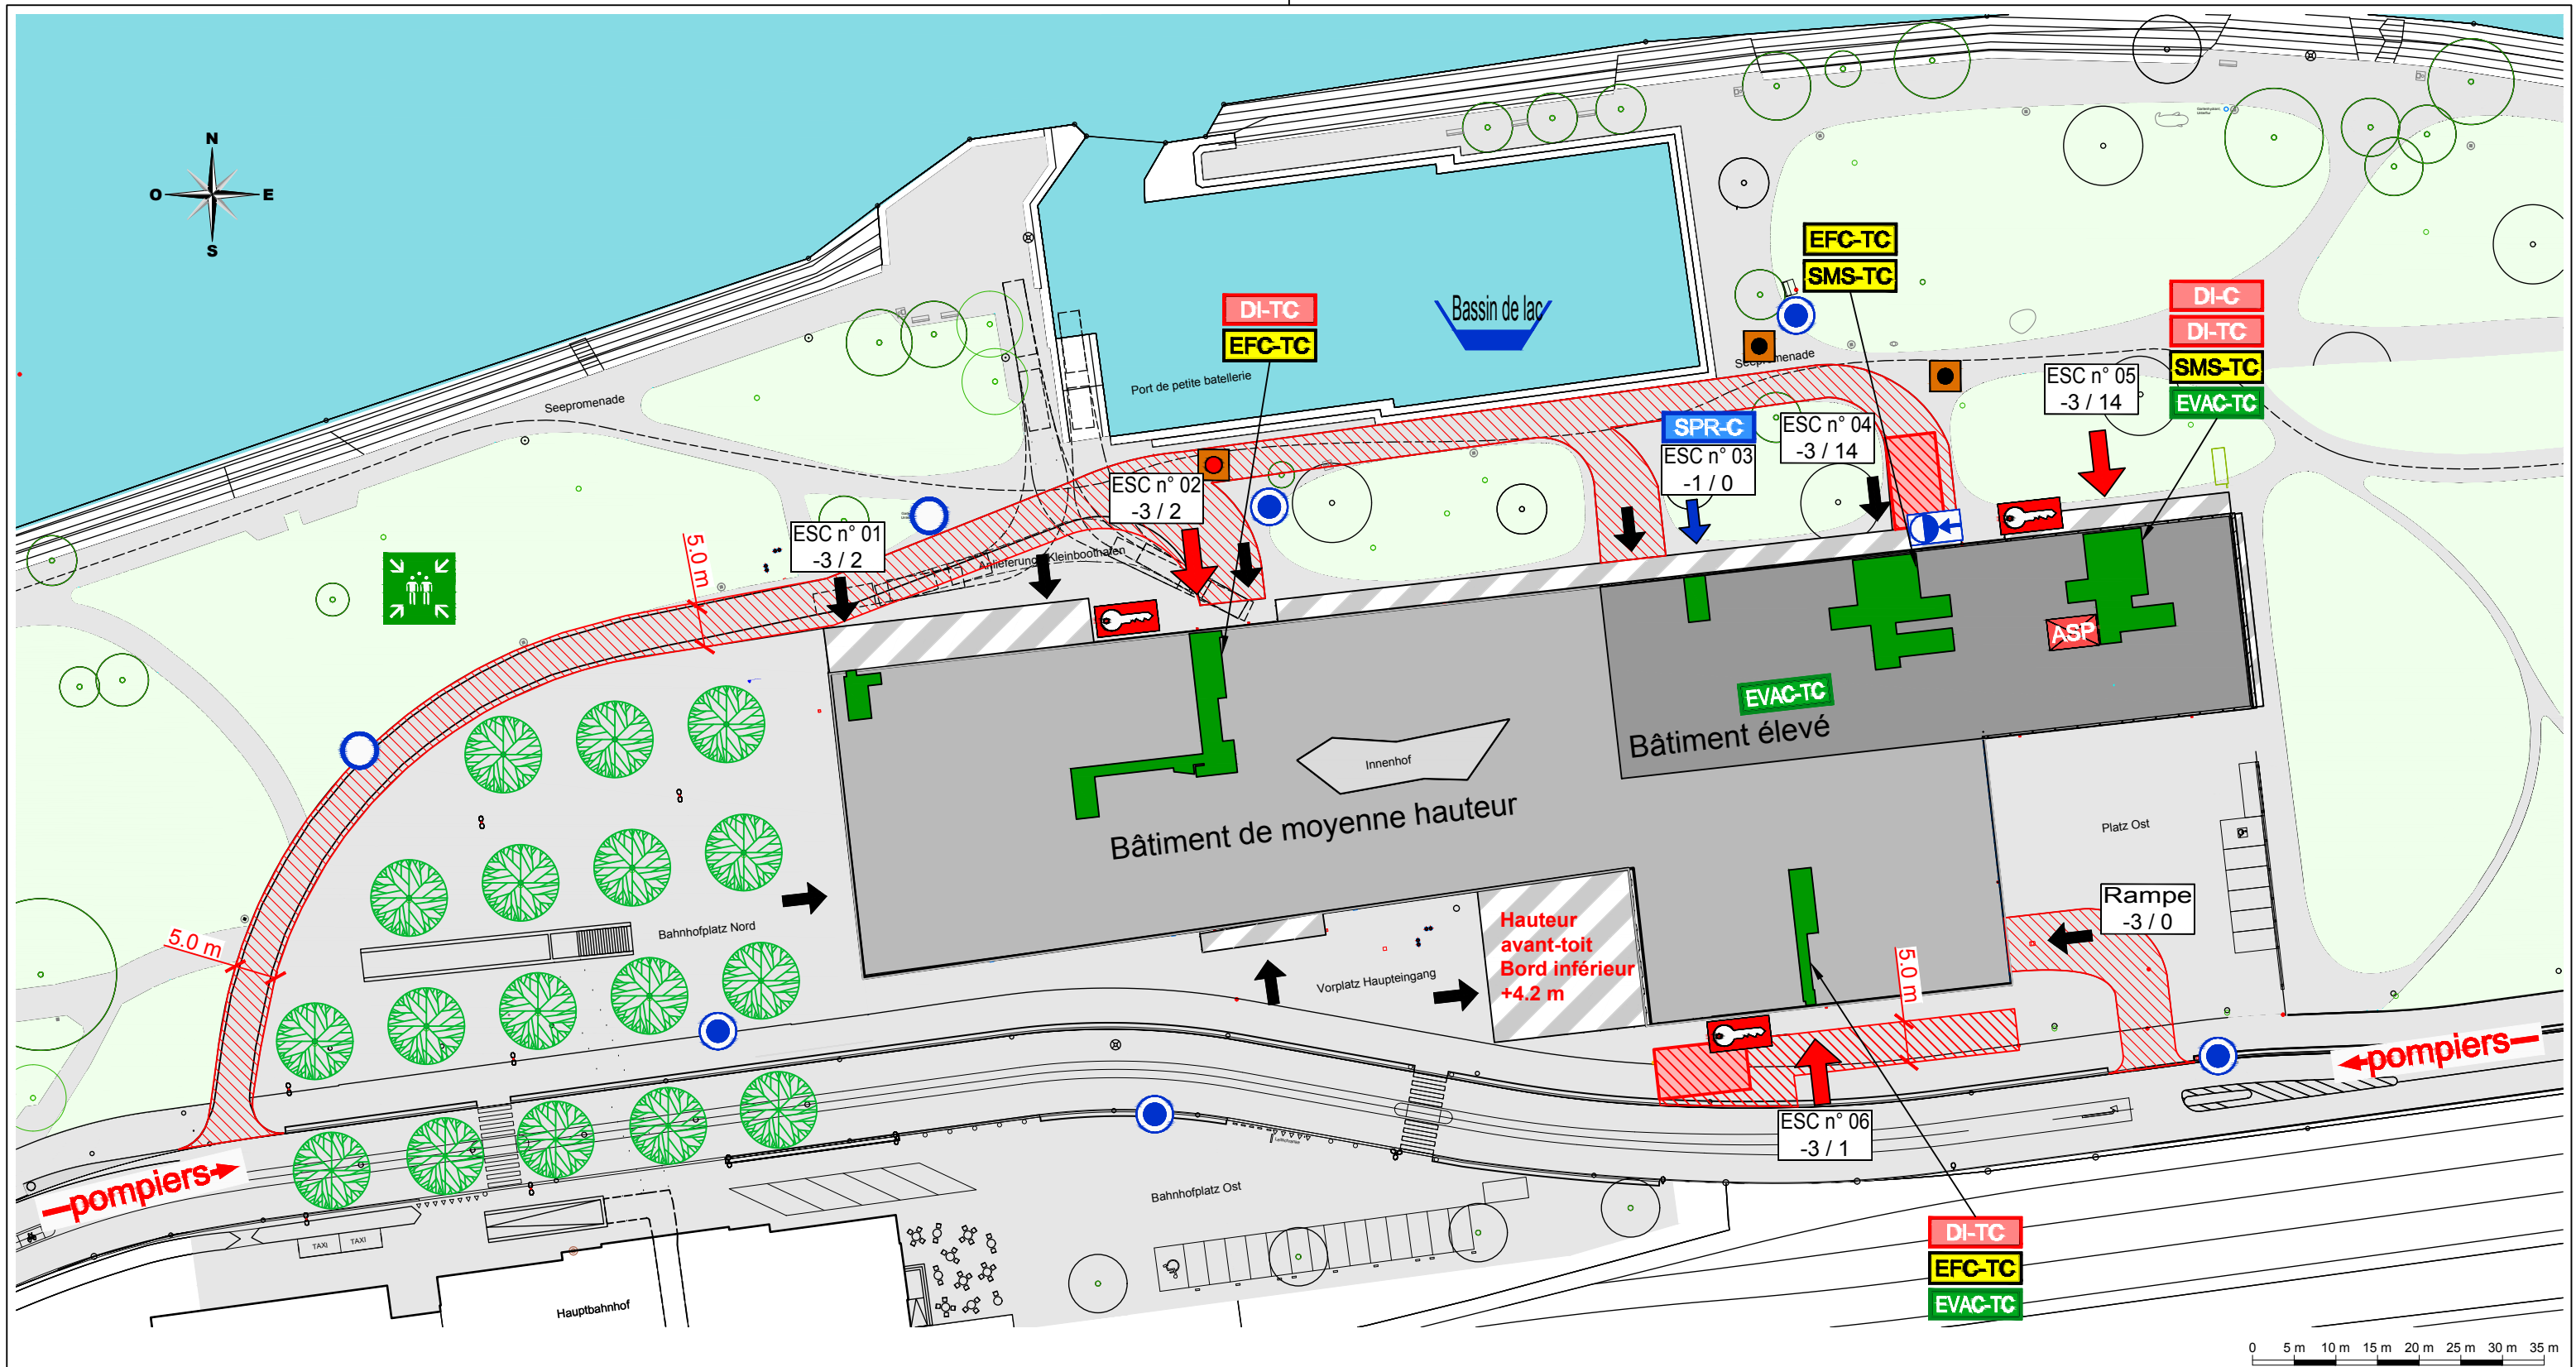 N
O
E
S
EFC-TC
SMS-TC
DI-C
DI-TC
SMS-TC
EVAC-TC
DI-TC
EFC-TC
Bassin de lac
Port de petite batellerie
Seepromenade
Seepromenade
ESC n° 05
-3 / 14
SPR-C
ESC n° 03
-1 / 0
ESC n° 04
-3 / 14
ESC n° 02
-3 / 2
ESC n° 01
-3 / 2
Anlieferung Kleinboothafen
5.0 m
ASP
EVAC-TC
Bâtiment élevé
Innenhof
Bâtiment de moyenne hauteur
Platz Ost
Rampe
-3 / 0
Bahnhofplatz Nord
5.0 m
Hauteur
avant-toit
Bord inférieur
+4.2 m
Vorplatz Haupteingang
5.0 m
pompiers
ESC n° 06
-3 / 1
pompiers
Bahnhofplatz Ost
TAXI
TAXI
Hauptbahnhof
DI-TC
EFC-TC
EVAC-TC
0 5 m 10 m 15 m 20 m 25 m 30 m 35 m